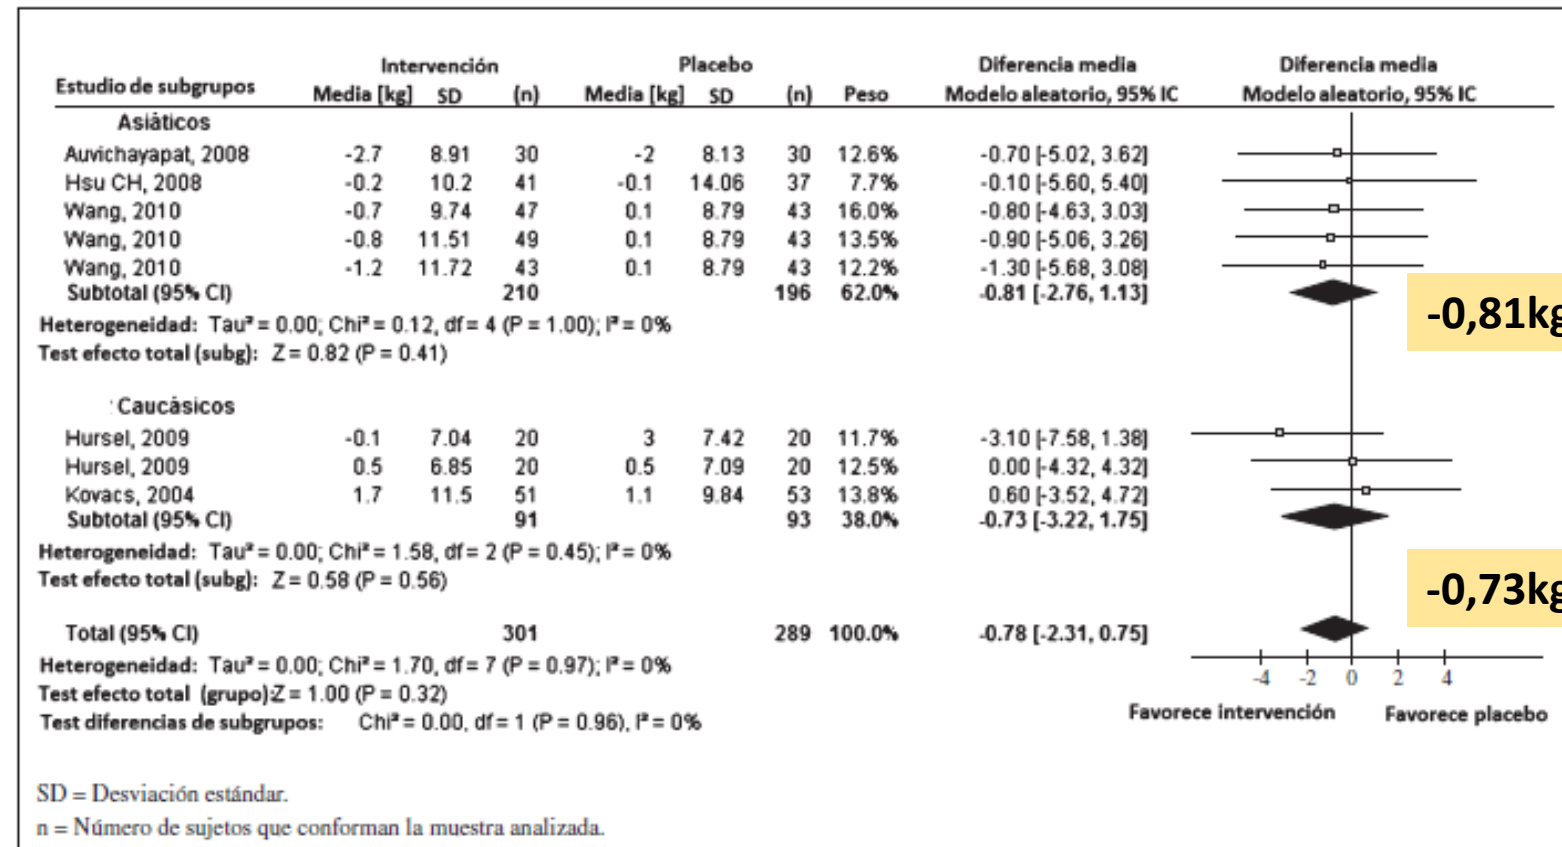 Intervención Placebo Diferencia media Diferencia media
Estudio de subgrupos Media [kg] SD (n) Media [kg] SD (n) Peso Modelo aleatorio, 95% IC Modelo aleatorio, 95% IC
Asiáticos
Auvichayapat, 2008 -2.7 8.91 30 -2 8.13 30 12.6% -0.70 [-5.02, 3.62]
Hsu CH, 2008 -0.2 10.2 41 -0.1 14.06 37 7.7% -0.10 [-5.60, 5.40]
Wang, 2010 -0.7 9.74 47 0.1 8.79 43 16.0% -0.80 [-4.63, 3.03]
Wang, 2010 -0.8 11.51 49 0.1 8.79 43 13.5% -0.90 [-5.06, 3.26]
Wang, 2010 -1.2 11.72 43 0.1 8.79 43 12.2% -1.30 [-5.68, 3.08]
Subtotal (95% CI) 210 196 62.0% -0.81 [-2.76, 1.13]
-0,81kg
Heterogeneidad: Tau² = 0.00; Chi² = 0.12, df = 4 (P = 1.00); I² = 0%
Test efecto total (subg): Z = 0.82 (P = 0.41)
Caucásicos
Hursel, 2009 -0.1 7.04 20 3 7.42 20 11.7% -3.10 [-7.58, 1.38]
Hursel, 2009 0.5 6.85 20 0.5 7.09 20 12.5% 0.00 [-4.32, 4.32]
Kovacs, 2004 1.7 11.5 51 1.1 9.84 53 13.8% 0.60 [-3.52, 4.72]
Subtotal (95% CI) 91 93 38.0% -0.73 [-3.22, 1.75]
Heterogeneidad: Tau² = 0.00; Chi² = 1.58, df = 2 (P = 0.45); I² = 0%
Test efecto total (subg): Z = 0.58 (P = 0.56)
-0,73kg
Total (95% CI) 301 289 100.0% -0.78 [-2.31, 0.75]
Heterogeneidad: Tau² = 0.00; Chi² = 1.70, df = 7 (P = 0.97); I² = 0%
-4 -2 0 2 4
Test efecto total (grupo):Z = 1.00 (P = 0.32)
Favorece intervención Favorece placebo
Test diferencias de subgrupos: Chi² = 0.00, df = 1 (P = 0.96), I² = 0%
SD = Desviación estándar.
n = Número de sujetos que conforman la muestra analizada.